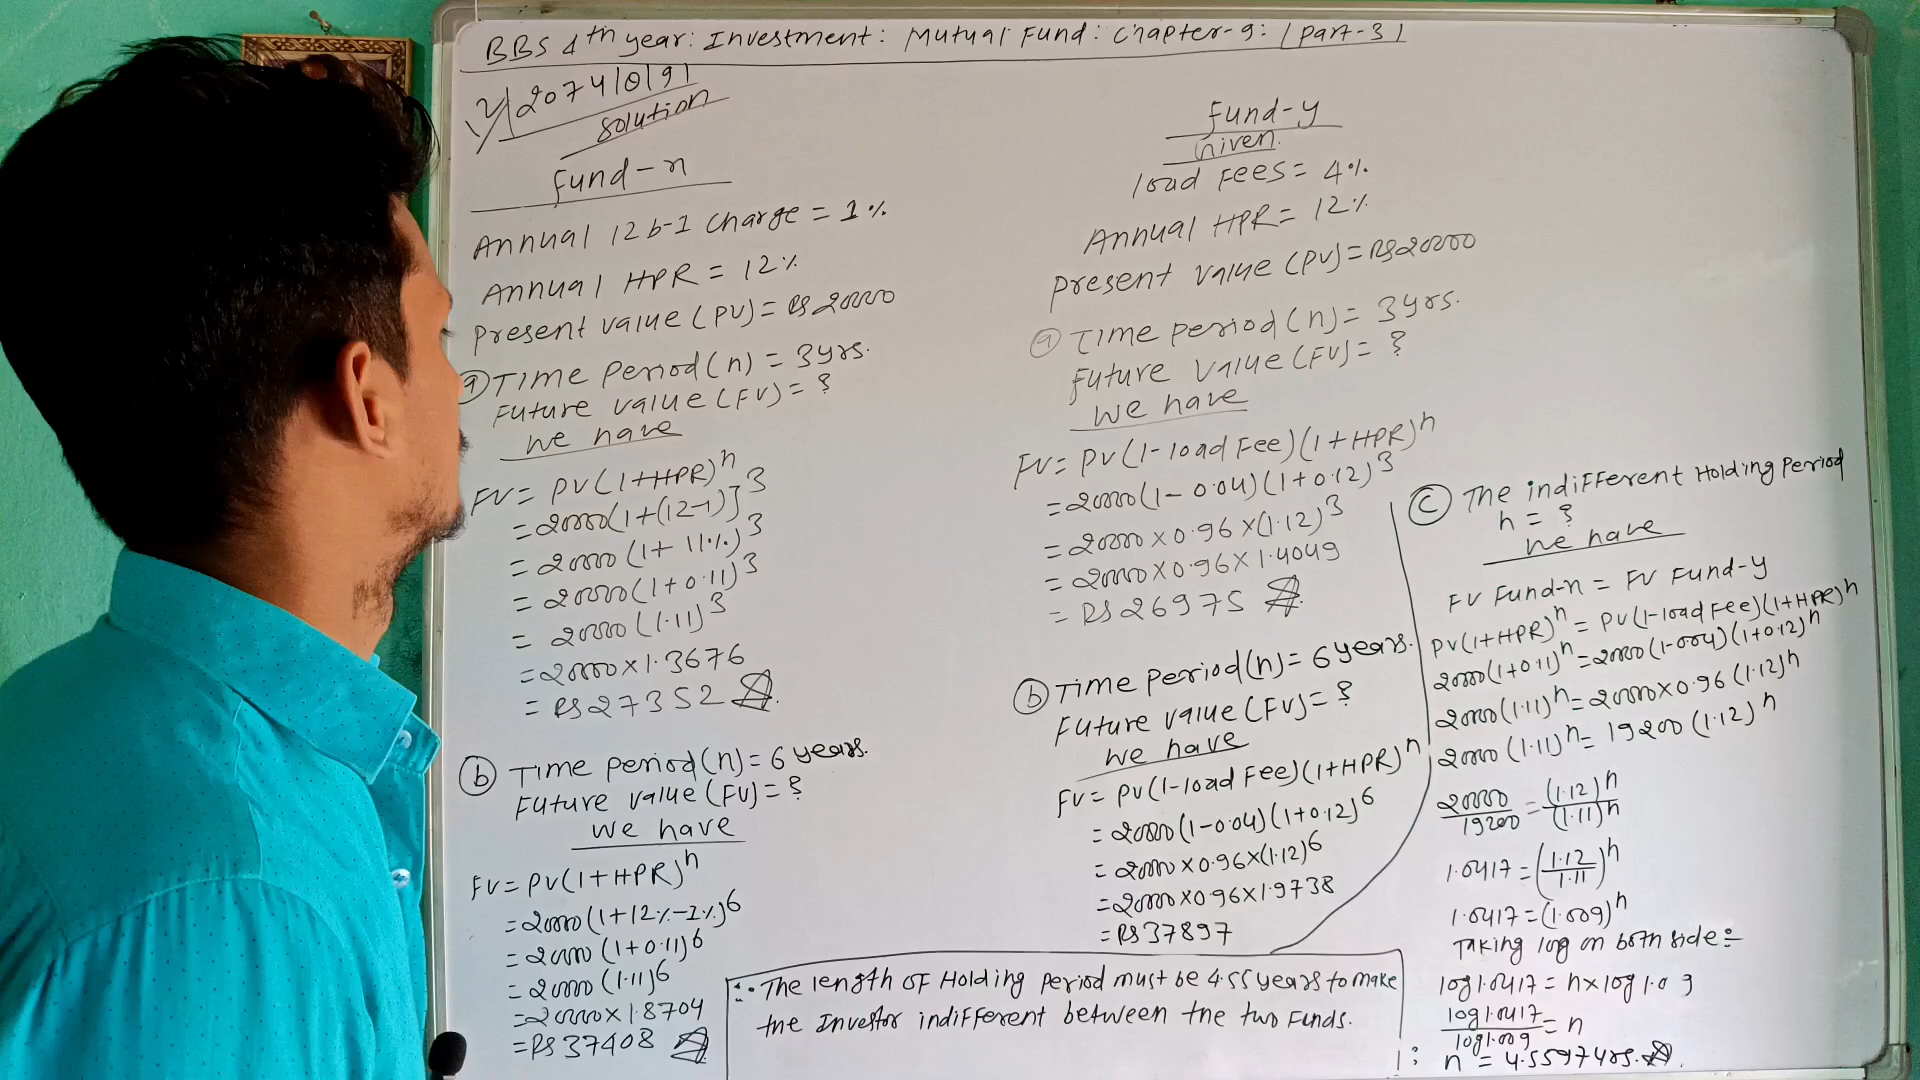 BBS 4th year: Investment: Mutual Fund: Chapter-9: (Part-3)
2074/Q/9)
solution
Fund-x
Annual 12b-1 charge = 1%
Annual HPR = 12%
Present value (PV) = Rs 20000
(a) Time Period (n) = 3yrs.
Future value (FV) = ?
we have
FV = PV(1+HPR)^n
= 20000[1+(12-1)]^3
= 20000 (1+11%)^3
= 20000(1+0.11)^3
= 20000 (1.11)^3
= 20000×1.3676
= Rs 27352
(b) Time period (n) = 6 years.
Future value (FV) = ?
we have
FV = PV(1+HPR)^n
= 20000(1+12%-1%)^6
= 20000 (1+0.11)^6
= 20000 (1.11)^6
= 20000×1.8704
= Rs 37408
Fund-y
Given.
load Fees = 4%
Annual HPR = 12%
Present value (PV) = Rs 20000
(a) Time period (n) = 3yrs.
Future value (FV) = ?
we have
FV = PV(1-load Fee)(1+HPR)^n
= 20000(1-0.04)(1+0.12)^3
= 20000×0.96×(1.12)^3
= 20000×0.96×1.4049
= Rs 26975
(b) Time Period (n) = 6 years.
Future value (FV) = ?
we have
FV = PV(1-load Fee)(1+HPR)^n
= 20000(1-0.04)(1+0.12)^6
= 20000×0.96×(1.12)^6
= 20000×0.96×1.9738
= Rs 37897
(c) The indifferent Holding Period
n = ?
we have
FV Fund-x = FV Fund-y
PV(1+HPR)^n = PV(1-load Fee)(1+HPR)^n
20000(1+0.11)^n = 20000(1-0.04)(1+0.12)^n
20000(1.11)^n = 20000×0.96(1.12)^n
20000 (1.11)^n = 19200 (1.12)^n
20000/19200 = (1.12)^n/(1.11)^n
1.0417 = (1.12/1.11)^n
1.0417 = (1.009)^n
Taking log on both side:-
log1.0417 = n×log1.09
log1.0417/log1.009 = n
∴ n = 4.5597yrs.
∴ The length of Holding Period must be 4.55 years to make
the Investor indifferent between the two Funds.